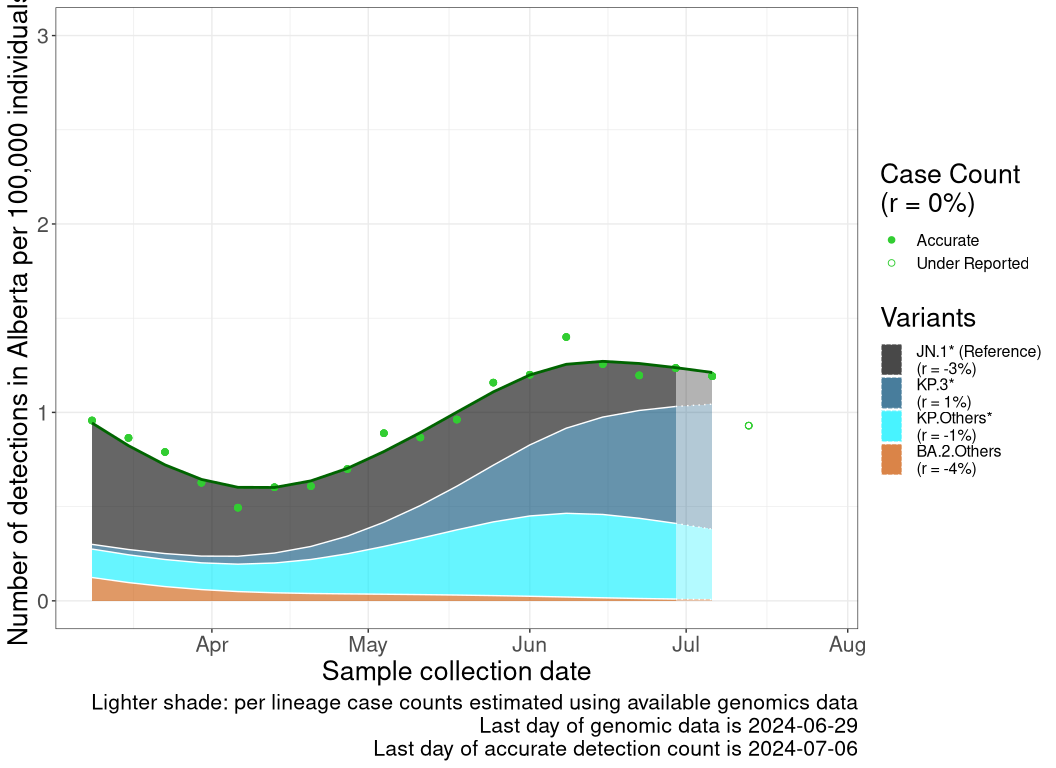 Number of detections in Alberta per 100,000 individuals
3
2
1
0
Apr
May
Jun
Jul
Aug
Sample collection date
Lighter shade: per lineage case counts estimated using available genomics data
Last day of genomic data is 2024-06-29
Last day of accurate detection count is 2024-07-06
Case Count
(r = 0%)
Accurate
Under Reported
Variants
JN.1* (Reference)
(r = -3%)
KP.3*
(r = 1%)
KP.Others*
(r = -1%)
BA.2.Others
(r = -4%)